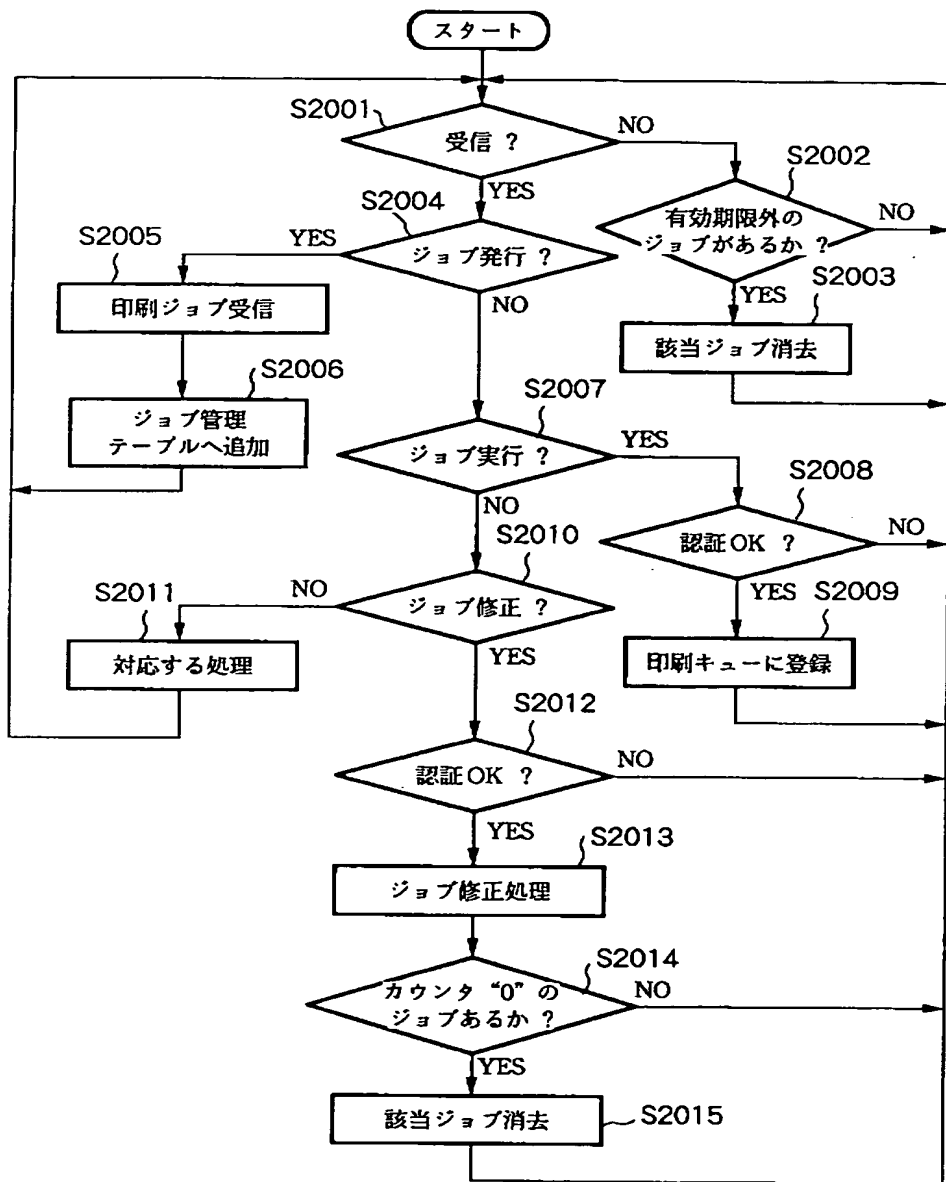 スタート
S2001
受信 ?
NO
YES
S2002
有効期限外の
ジョブがあるか ?
NO
YES
S2003
該当ジョブ消去
S2004
ジョブ発行 ?
YES
NO
S2005
印刷ジョブ受信
S2006
ジョブ管理
テーブルへ追加
S2007
ジョブ実行 ?
YES
NO
S2008
認証OK ?
NO
YES
S2009
印刷キューに登録
S2010
ジョブ修正 ?
NO
YES
S2011
対応する処理
S2012
認証OK ?
NO
YES
S2013
ジョブ修正処理
S2014
カウンタ “0” の
ジョブあるか ?
NO
YES
該当ジョブ消去
S2015